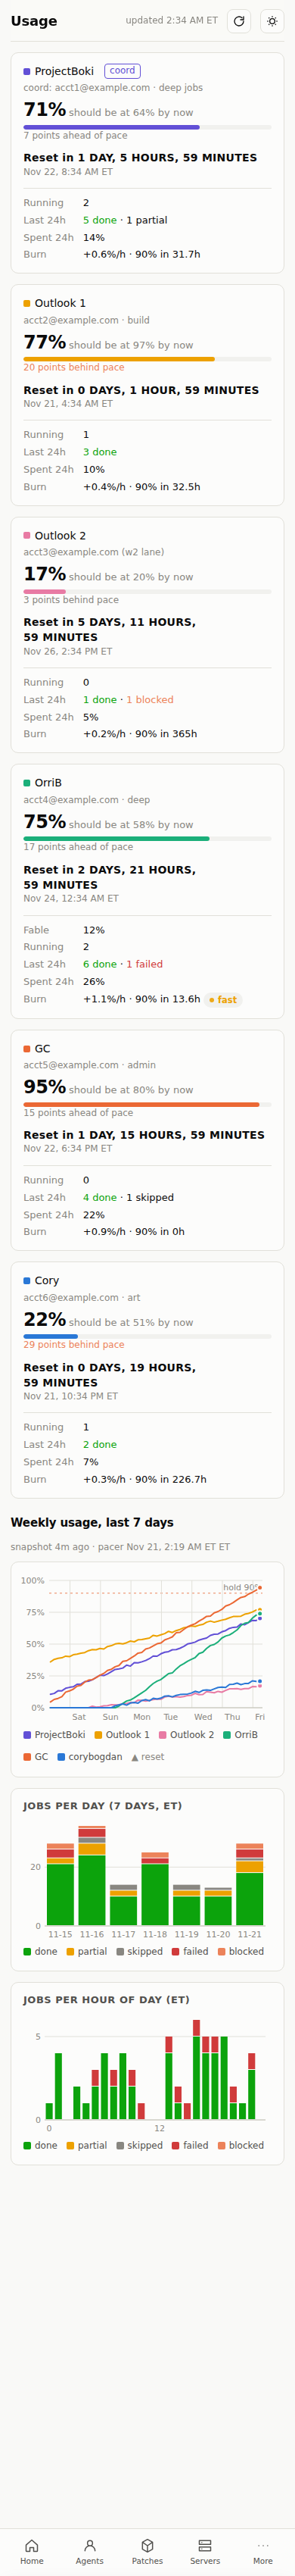 Usage
updated 2:34 AM ET
ProjectBoki coord
coord: acct1@example.com · deep jobs
71% should be at 64% by now
7 points ahead of pace
Reset in 1 DAY, 5 HOURS, 59 MINUTES
Nov 22, 8:34 AM ET
Running 2
Last 24h 5 done · 1 partial
Spent 24h 14%
Burn +0.6%/h · 90% in 31.7h
Outlook 1
acct2@example.com · build
77% should be at 97% by now
20 points behind pace
Reset in 0 DAYS, 1 HOUR, 59 MINUTES
Nov 21, 4:34 AM ET
Running 1
Last 24h 3 done
Spent 24h 10%
Burn +0.4%/h · 90% in 32.5h
Outlook 2
acct3@example.com (w2 lane)
17% should be at 20% by now
3 points behind pace
Reset in 5 DAYS, 11 HOURS,
59 MINUTES
Nov 26, 2:34 PM ET
Running 0
Last 24h 1 done · 1 blocked
Spent 24h 5%
Burn +0.2%/h · 90% in 365h
OrriB
acct4@example.com · deep
75% should be at 58% by now
17 points ahead of pace
Reset in 2 DAYS, 21 HOURS,
59 MINUTES
Nov 24, 12:34 AM ET
Fable 12%
Running 2
Last 24h 6 done · 1 failed
Spent 24h 26%
Burn +1.1%/h · 90% in 13.6h fast
GC
acct5@example.com · admin
95% should be at 80% by now
15 points ahead of pace
Reset in 1 DAY, 15 HOURS, 59 MINUTES
Nov 22, 6:34 PM ET
Running 0
Last 24h 4 done · 1 skipped
Spent 24h 22%
Burn +0.9%/h · 90% in 0h
Cory
acct6@example.com · art
22% should be at 51% by now
29 points behind pace
Reset in 0 DAYS, 19 HOURS,
59 MINUTES
Nov 21, 10:34 PM ET
Running 1
Last 24h 2 done
Spent 24h 7%
Burn +0.3%/h · 90% in 226.7h
Weekly usage, last 7 days
snapshot 4m ago · pacer Nov 21, 2:19 AM ET ET
100%
hold 90%
75%
50%
25%
0%
Sat Sun Mon Tue Wed Thu Fri
ProjectBoki Outlook 1 Outlook 2 OrriB
GC corybogdan ▲ reset
JOBS PER DAY (7 DAYS, ET)
20
0
11-15 11-16 11-17 11-18 11-19 11-20 11-21
done partial skipped failed blocked
JOBS PER HOUR OF DAY (ET)
5
0
0 12
done partial skipped failed blocked
Home Agents Patches Servers More